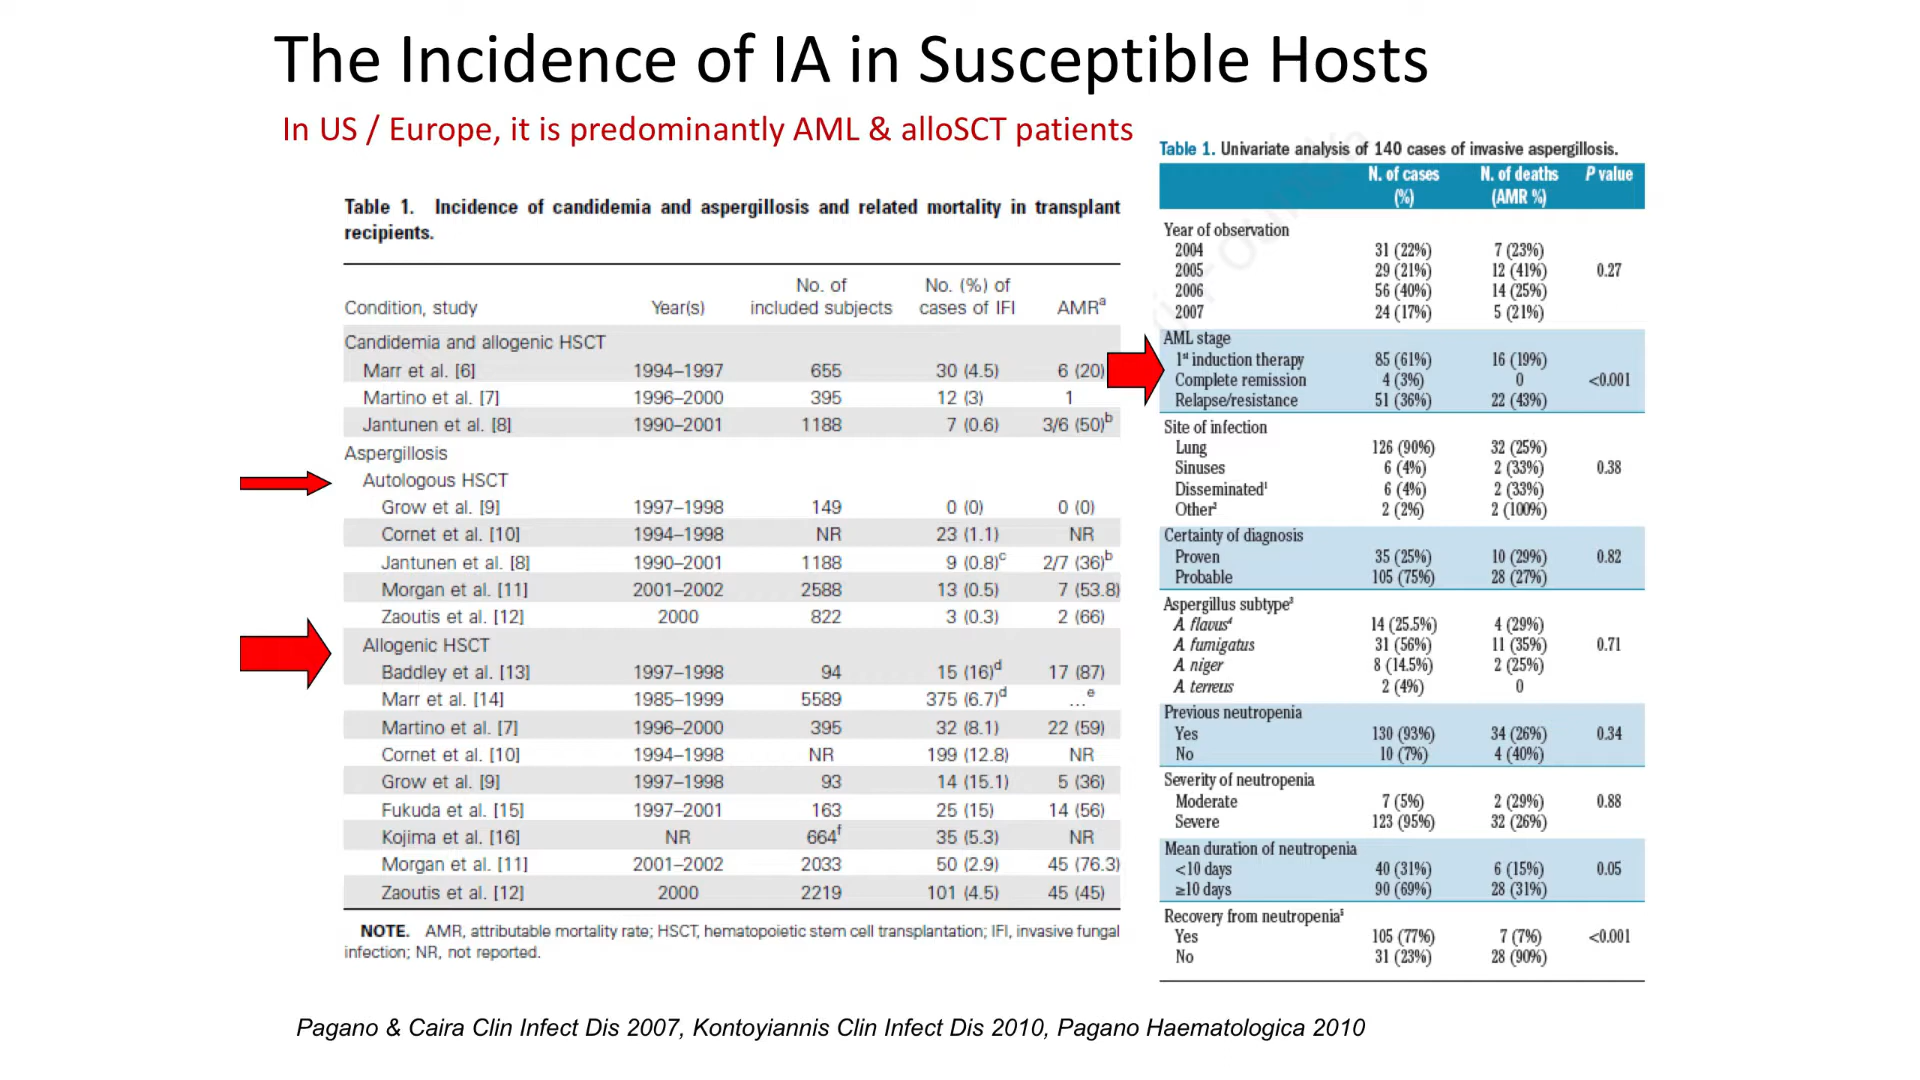 The Incidence of IA in Susceptible Hosts
In US / Europe, it is predominantly AML & alloSCT patients
Table 1. Incidence of candidemia and aspergillosis and related mortality in transplant
recipients.
Condition, study Year(s) No. of included subjects No. (%) of cases of IFI AMRa
Candidemia and allogenic HSCT
Marr et al. [6] 1994–1997 655 30 (4.5) 6 (20)
Martino et al. [7] 1996–2000 395 12 (3) 1
Jantunen et al. [8] 1990–2001 1188 7 (0.6) 3/6 (50)b
Aspergillosis
Autologous HSCT
Grow et al. [9] 1997–1998 149 0 (0) 0 (0)
Cornet et al. [10] 1994–1998 NR 23 (1.1) NR
Jantunen et al. [8] 1990–2001 1188 9 (0.8)c 2/7 (36)b
Morgan et al. [11] 2001–2002 2588 13 (0.5) 7 (53.8)
Zaoutis et al. [12] 2000 822 3 (0.3) 2 (66)
Allogenic HSCT
Baddley et al. [13] 1997–1998 94 15 (16)d 17 (87)
Marr et al. [14] 1985–1999 5589 375 (6.7)d ...e
Martino et al. [7] 1996–2000 395 32 (8.1) 22 (59)
Cornet et al. [10] 1994–1998 NR 199 (12.8) NR
Grow et al. [9] 1997–1998 93 14 (15.1) 5 (36)
Fukuda et al. [15] 1997–2001 163 25 (15) 14 (56)
Kojima et al. [16] NR 664f 35 (5.3) NR
Morgan et al. [11] 2001–2002 2033 50 (2.9) 45 (76.3)
Zaoutis et al. [12] 2000 2219 101 (4.5) 45 (45)
NOTE. AMR, attributable mortality rate; HSCT, hematopoietic stem cell transplantation; IFI, invasive fungal
infection; NR, not reported.
Table 1. Univariate analysis of 140 cases of invasive aspergillosis.
N. of cases N. of deaths P value
(%) (AMR %)
Year of observation
2004 31 (22%) 7 (23%)
2005 29 (21%) 12 (41%) 0.27
2006 56 (40%) 14 (25%)
2007 24 (17%) 5 (21%)
AML stage
1st induction therapy 85 (61%) 16 (19%)
Complete remission 4 (3%) 0 <0.001
Relapse/resistance 51 (36%) 22 (43%)
Site of infection
Lung 126 (90%) 32 (25%)
Sinuses 6 (4%) 2 (33%) 0.38
Disseminated1 6 (4%) 2 (33%)
Other2 2 (2%) 2 (100%)
Certainty of diagnosis
Proven 35 (25%) 10 (29%) 0.82
Probable 105 (75%) 28 (27%)
Aspergillus subtype3
A flavus4 14 (25.5%) 4 (29%)
A fumigatus 31 (56%) 11 (35%) 0.71
A niger 8 (14.5%) 2 (25%)
A terreus 2 (4%) 0
Previous neutropenia
Yes 130 (93%) 34 (26%) 0.34
No 10 (7%) 4 (40%)
Severity of neutropenia
Moderate 7 (5%) 2 (29%) 0.88
Severe 123 (95%) 32 (26%)
Mean duration of neutropenia
<10 days 40 (31%) 6 (15%) 0.05
≥10 days 90 (69%) 28 (31%)
Recovery from neutropenia5
Yes 105 (77%) 7 (7%) <0.001
No 31 (23%) 28 (90%)
Pagano & Caira Clin Infect Dis 2007, Kontoyiannis Clin Infect Dis 2010, Pagano Haematologica 2010